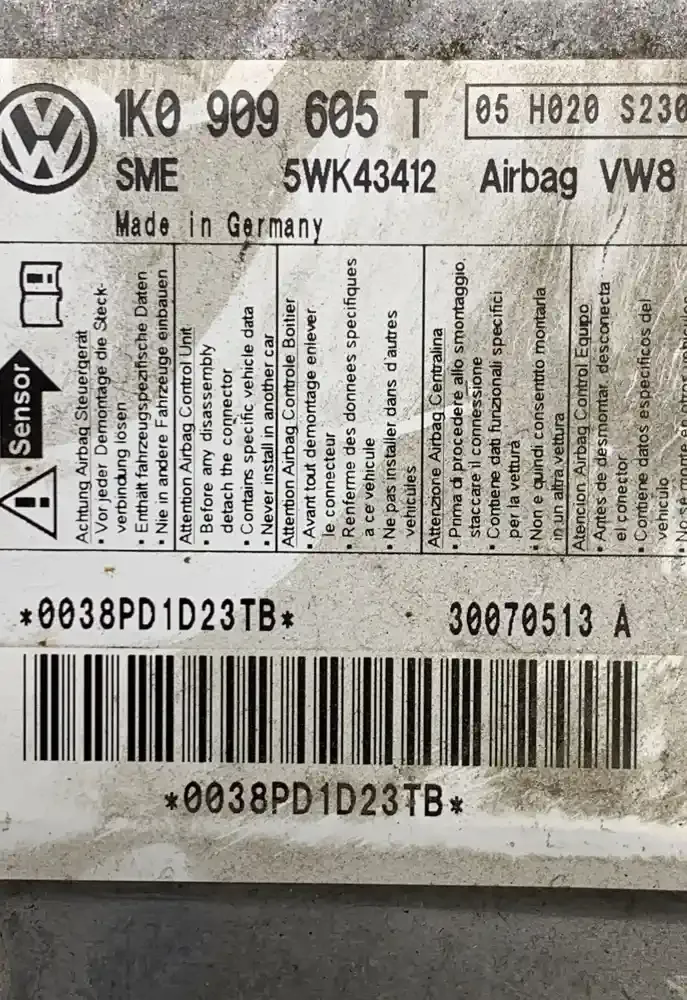 1K0 909 605 T
05 H020 S230
SME 5WK43412 Airbag VW8
Made in Germany
Sensor
Achtung Airbag Steuergerät
• Vor jeder Demontage die Steck-
verbindung lösen
• Enthält fahrzeugspezifische Daten
• Nie in andere Fahrzeuge einbauen
Attention Airbag Control Unit
• Before any disassembly
detach the connector
• Contains specific vehicle data
• Never install in another car
Attention Airbag Controle Boitier
• Avant tout demontage enlever
le connecteur
• Renferme des donnees specifiques
a ce vehicule
• Ne pas installer dans d'autres
vehicules
Attenzione Airbag Centralina
• Prima di procedere allo smontaggio,
staccare il connessione
• Contiene dati funzionali specifici
per la vettura
• Non e quindi consentito montarla
in un altra vettura
Atencion Airbag Control Equipo
• Antes de desmontar, desconecta
el conector
• Contiene datos especificos del
vehiculo
• No se monte en otros vehiculos
*0038PD1D23TB*
30070513 A
*0038PD1D23TB*